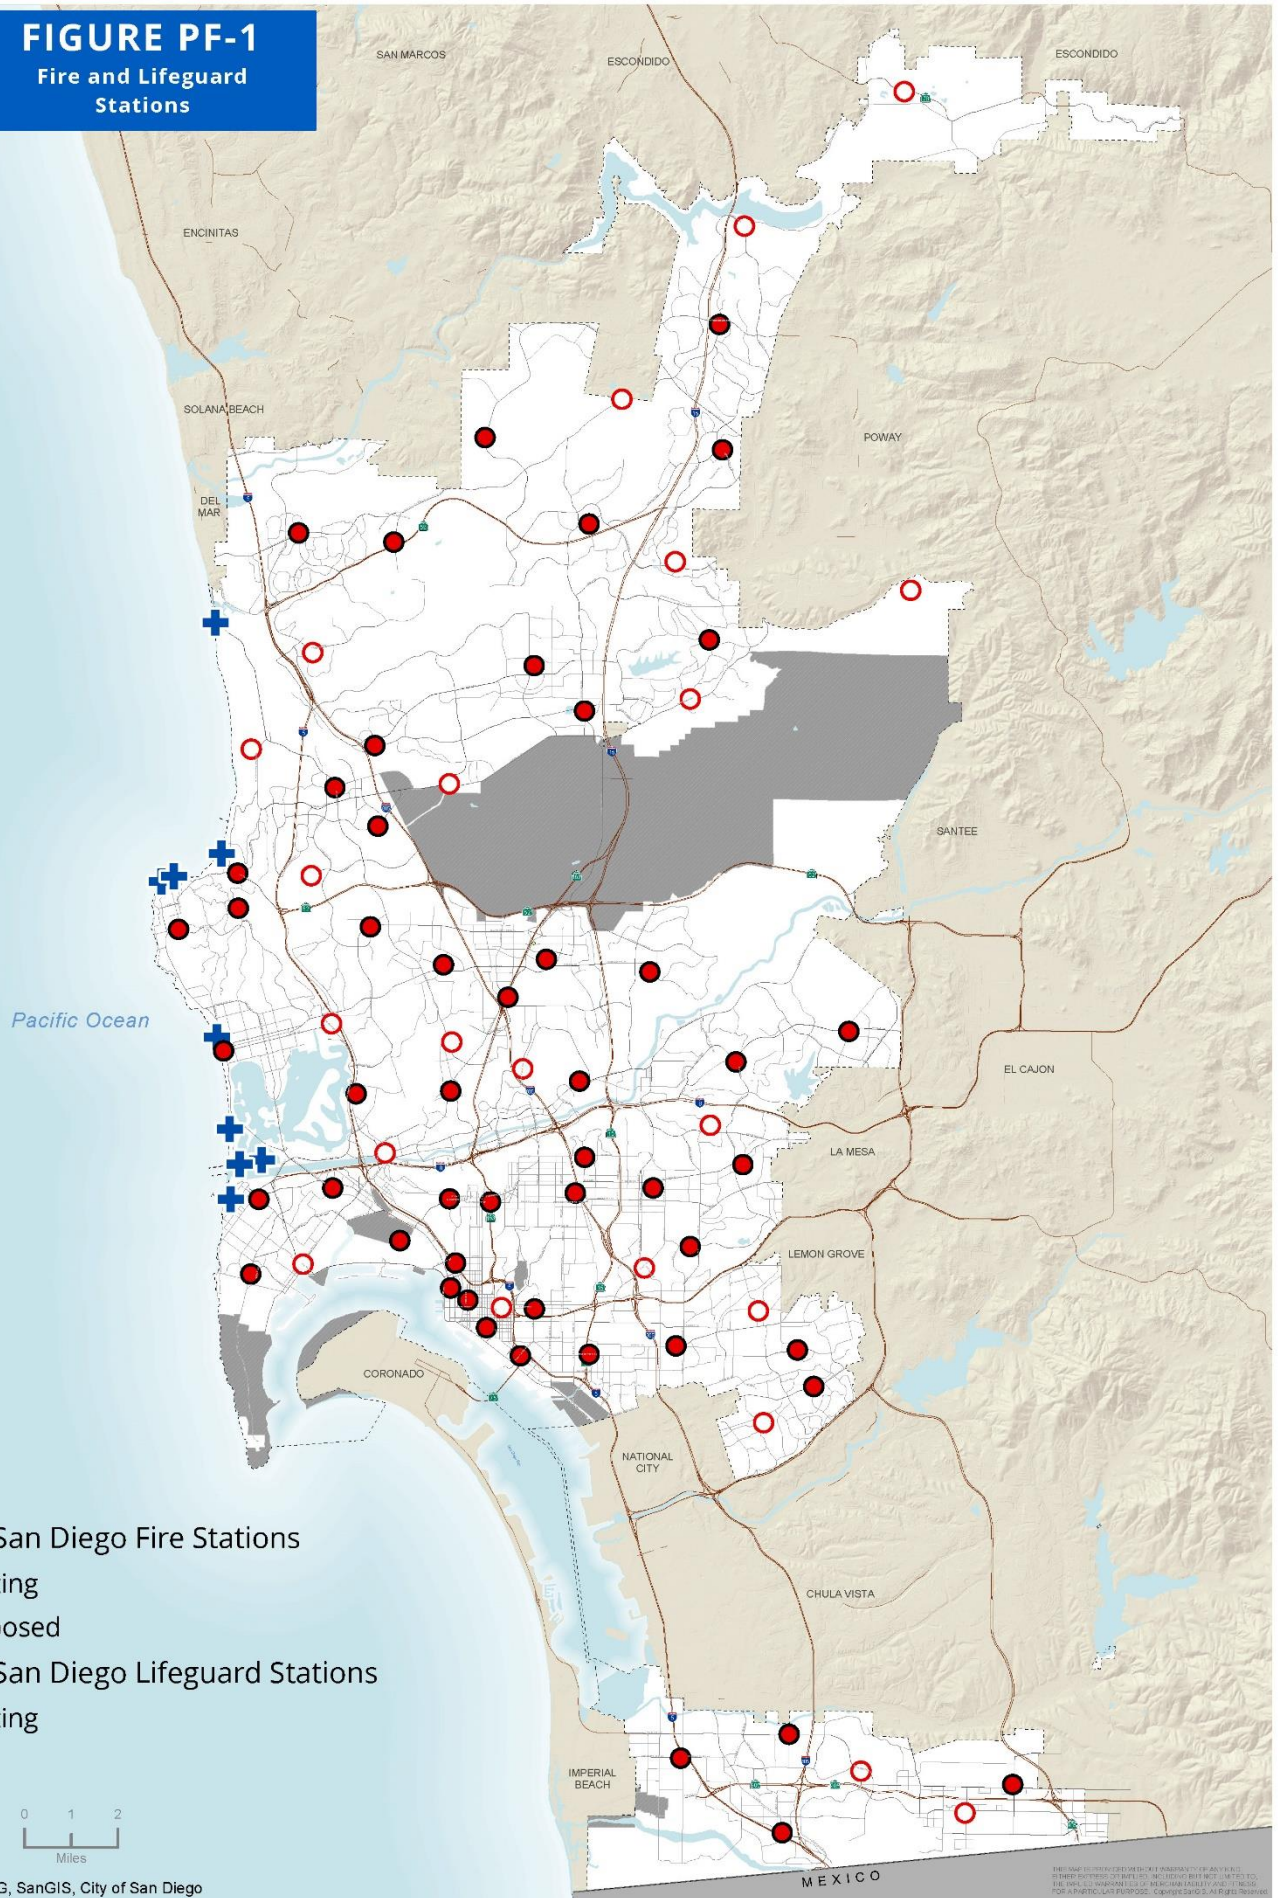 FIGURE PF-1
Fire and Lifeguard
Stations
SAN MARCOS
ESCONDIDO
ESCONDIDO
ENCINITAS
SOLANA BEACH
POWAY
DEL
MAR
SANTEE
Pacific Ocean
EL CAJON
LA MESA
LEMON GROVE
CORONADO
NATIONAL
CITY
San Diego Fire Stations
ing
osed
San Diego Lifeguard Stations
ing
CHULA VISTA
IMPERIAL
BEACH
0 1 2
Miles
MEXICO
G, SanGIS, City of San Diego